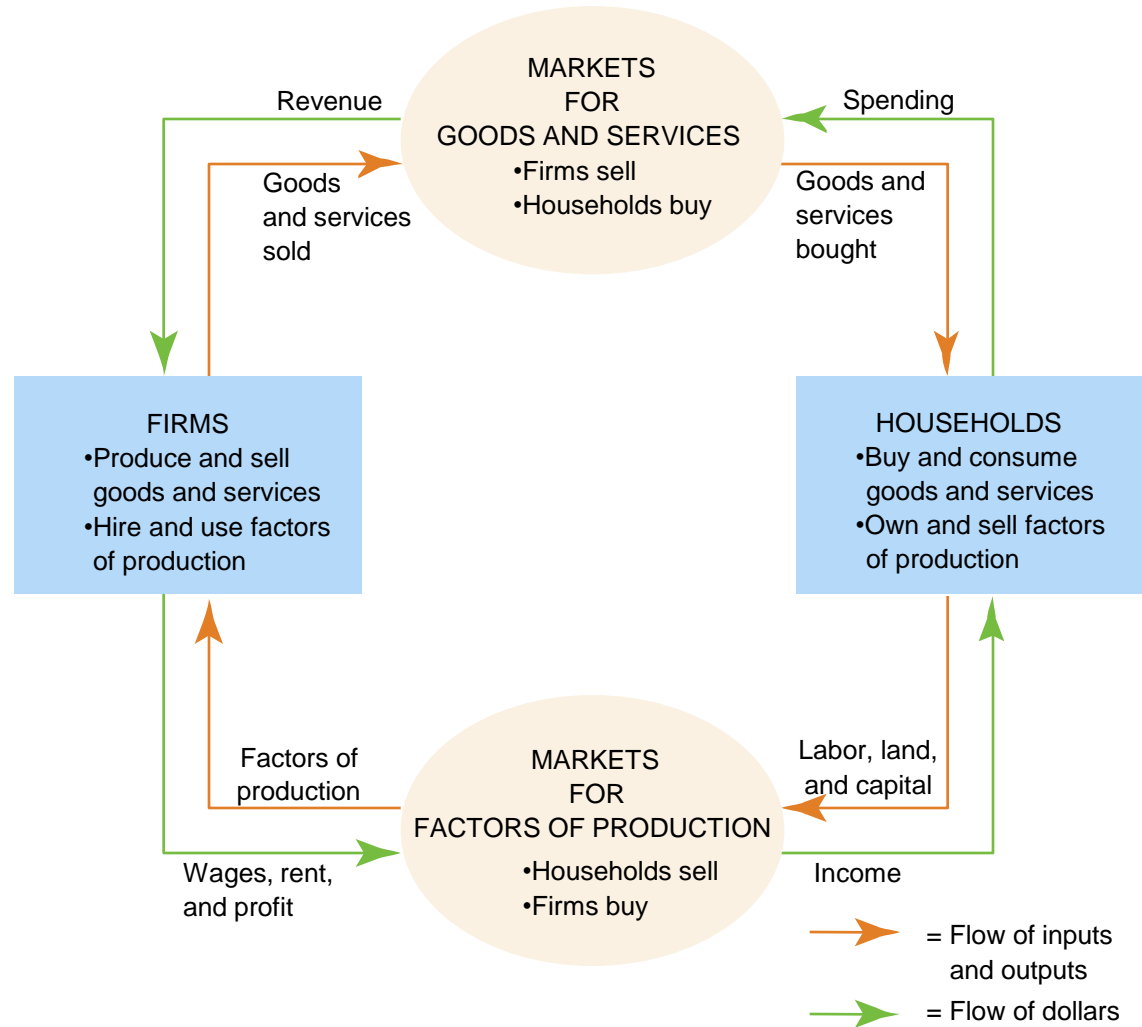 MARKETS
FOR
GOODS AND SERVICES
•Firms sell
•Households buy
Revenue
Spending
Goods
and services
sold
Goods and
services
bought
FIRMS
•Produce and sell
goods and services
•Hire and use factors
of production
HOUSEHOLDS
•Buy and consume
goods and services
•Own and sell factors
of production
Factors of
production
MARKETS
FOR
FACTORS OF PRODUCTION
•Households sell
•Firms buy
Labor, land,
and capital
Wages, rent,
and profit
Income
= Flow of inputs
and outputs
= Flow of dollars